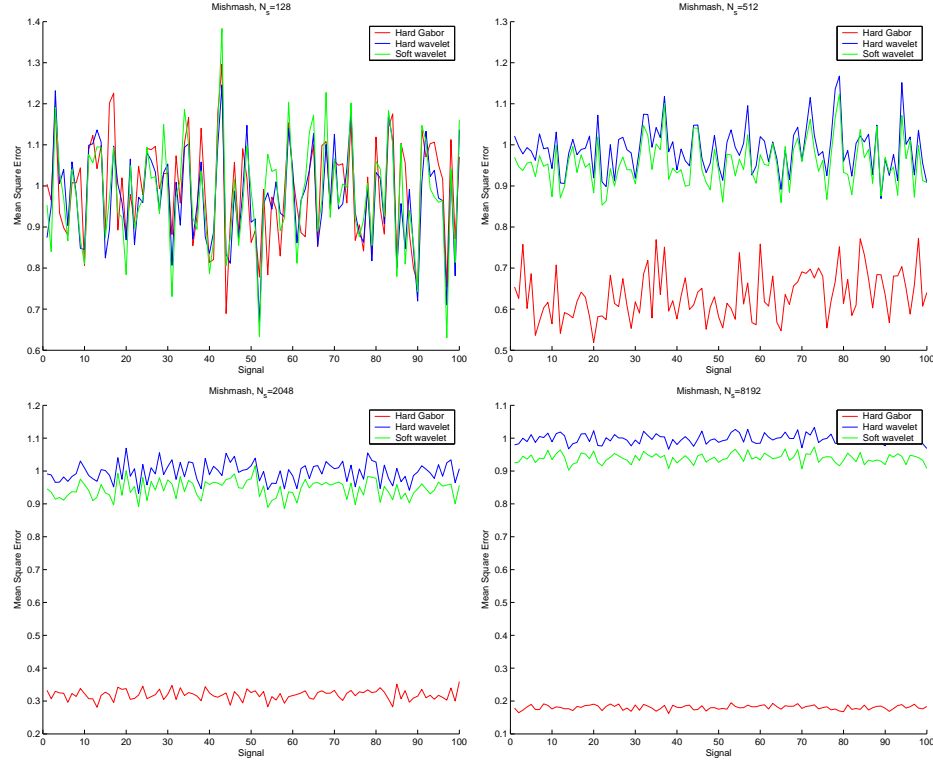 Mishmash, N_s=128
Hard Gabor
Hard wavelet
Soft wavelet
Mean Square Error
1.4
1.3
1.2
1.1
1
0.9
0.8
0.7
0.6
0 10 20 30 40 50 60 70 80 90 100
Signal
Mishmash, N_s=512
Hard Gabor
Hard wavelet
Soft wavelet
Mean Square Error
1.3
1.2
1.1
1
0.9
0.8
0.7
0.6
0.5
0 10 20 30 40 50 60 70 80 90 100
Signal
Mishmash, N_s=2048
Hard Gabor
Hard wavelet
Soft wavelet
Mean Square Error
1.2
1.1
1
0.9
0.8
0.7
0.6
0.5
0.4
0.3
0.2
0 10 20 30 40 50 60 70 80 90 100
Signal
Mishmash, N_s=8192
Hard Gabor
Hard wavelet
Soft wavelet
Mean Square Error
1.1
1
0.9
0.8
0.7
0.6
0.5
0.4
0.3
0.2
0.1
0 10 20 30 40 50 60 70 80 90 100
Signal